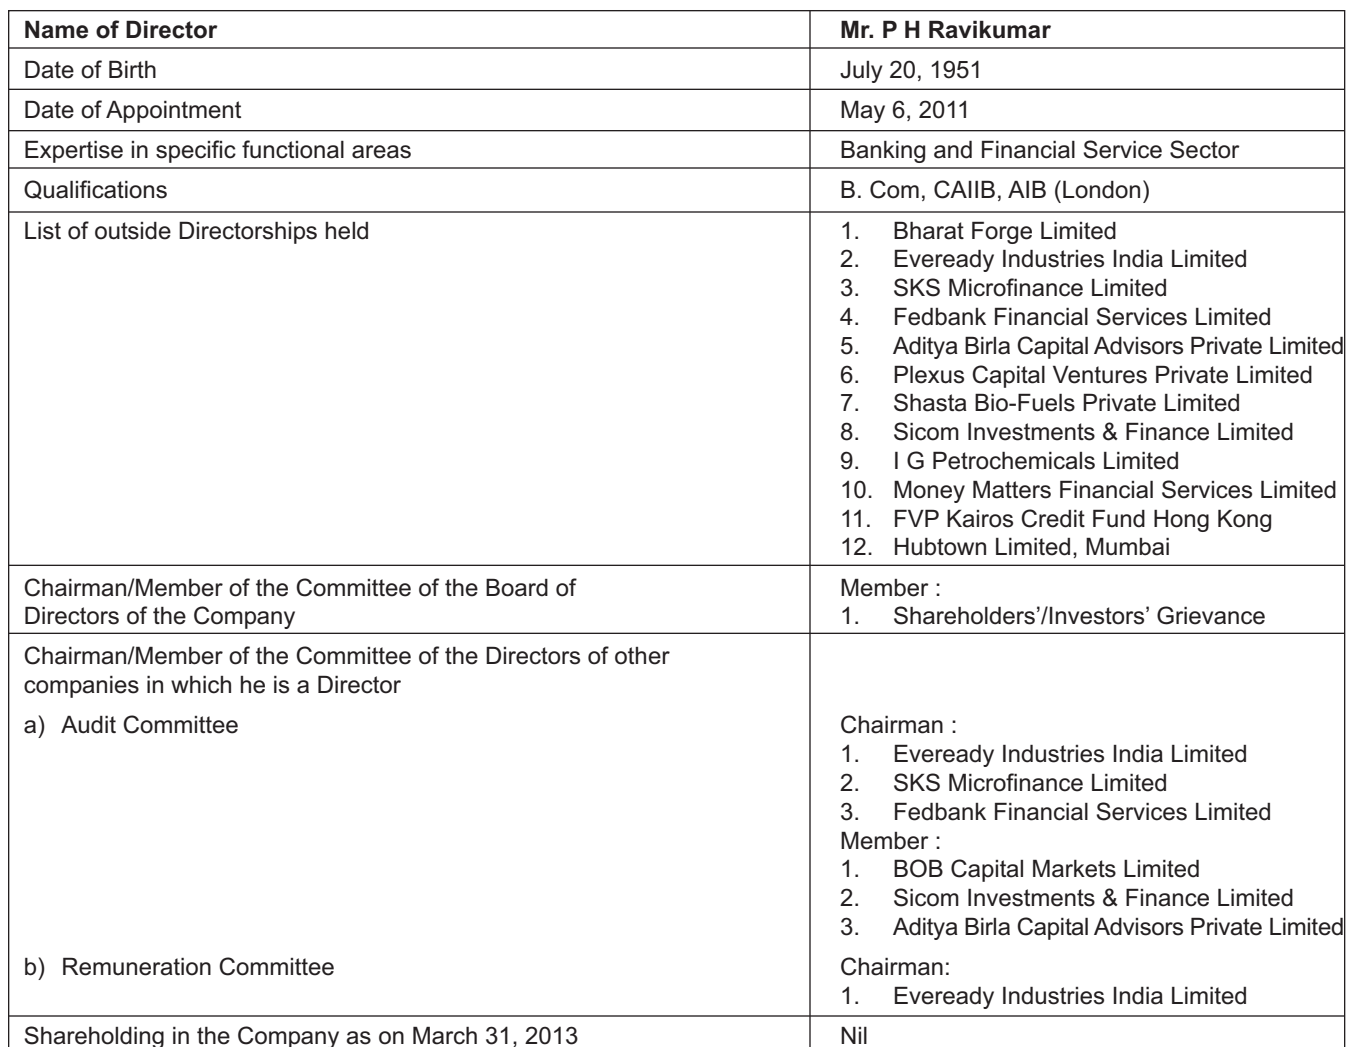 Name of Director Mr. P H Ravikumar
Date of Birth July 20, 1951
Date of Appointment May 6, 2011
Expertise in specific functional areas Banking and Financial Service Sector
Qualifications B. Com, CAIIB, AIB (London)
List of outside Directorships held 1. Bharat Forge Limited
2. Eveready Industries India Limited
3. SKS Microfinance Limited
4. Fedbank Financial Services Limited
5. Aditya Birla Capital Advisors Private Limited
6. Plexus Capital Ventures Private Limited
7. Shasta Bio-Fuels Private Limited
8. Sicom Investments & Finance Limited
9. I G Petrochemicals Limited
10. Money Matters Financial Services Limited
11. FVP Kairos Credit Fund Hong Kong
12. Hubtown Limited, Mumbai
Chairman/Member of the Committee of the Board of Member :
Directors of the Company 1. Shareholders’/Investors’ Grievance
Chairman/Member of the Committee of the Directors of other
companies in which he is a Director
a) Audit Committee Chairman :
1. Eveready Industries India Limited
2. SKS Microfinance Limited
3. Fedbank Financial Services Limited
Member :
1. BOB Capital Markets Limited
2. Sicom Investments & Finance Limited
3. Aditya Birla Capital Advisors Private Limited
b) Remuneration Committee Chairman:
1. Eveready Industries India Limited
Shareholding in the Company as on March 31, 2013 Nil